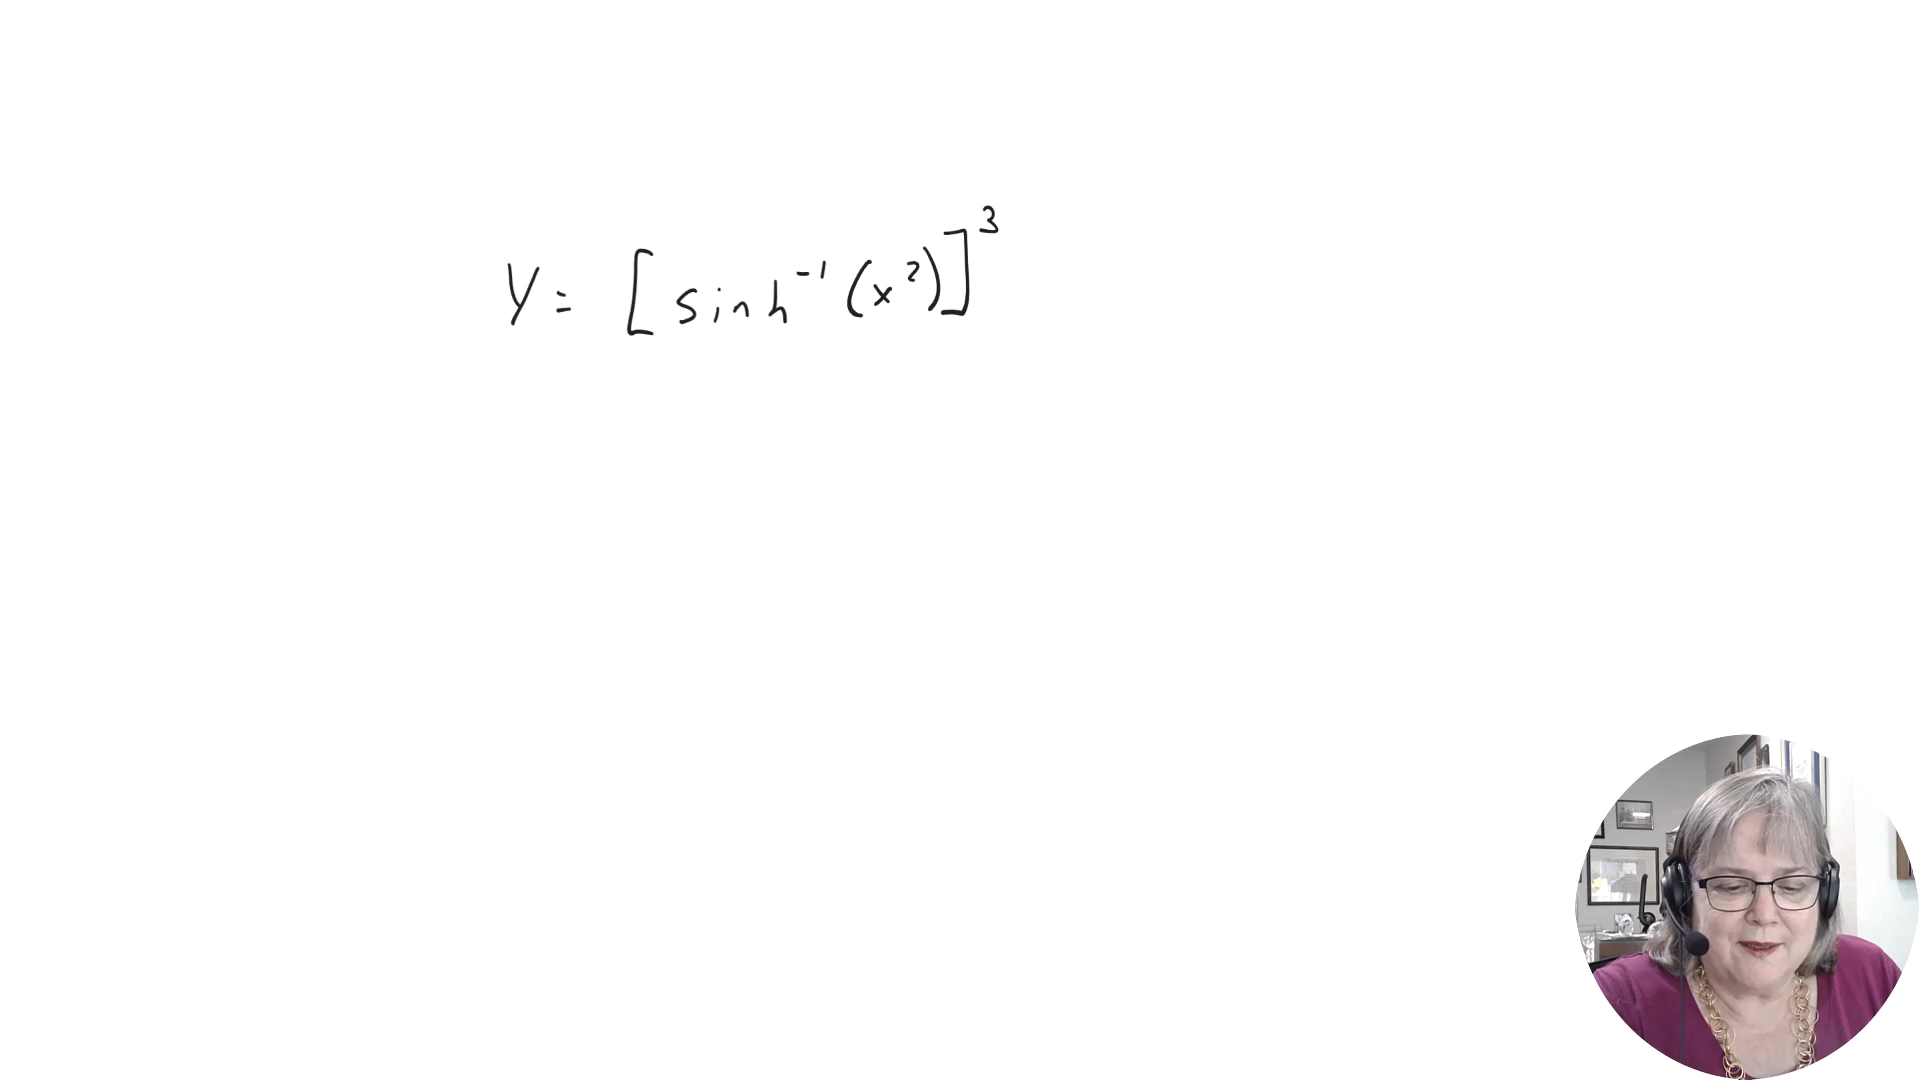 y = [sinh⁻¹(x²)]³